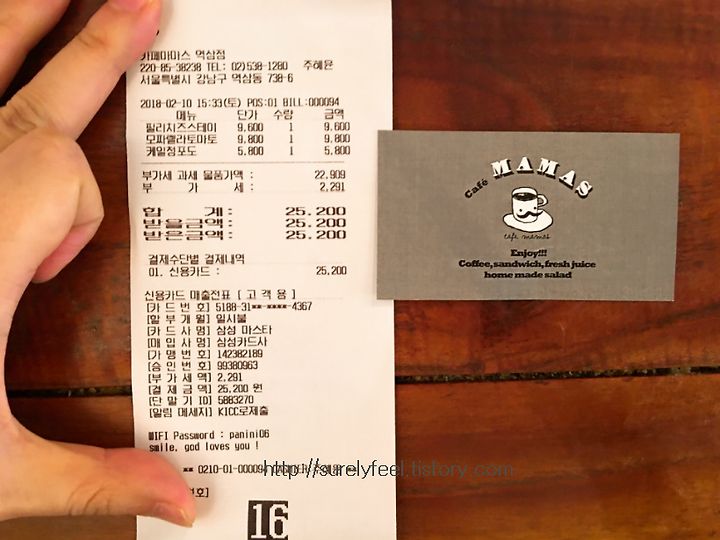 카페마마스 역삼점
220-85-38238 TEL: 02)538-1280 주혜윤
서울특별시 강남구 역삼동 738-6
2018-02-10 15:33(토) POS:01 BILL:000094
메뉴 단가 수량 금액
필리치즈스테이 9,600 1 9,600
모짜렐라토마토 9,800 1 9,800
케일청포도 5,800 1 5,800
부가세 과세 물품가액 : 22,909
부 가 세 : 2,291
합 계: 25,200
받을금액: 25,200
받은금액: 25,200
결제수단별 결제내역
01. 신용카드 : 25,200
신용카드 매출전표 [ 고 객 용 ]
[카 드 번 호] 5188-31**-****-4367
[할 부 개 월] 일시불
[카 드 사 명] 삼성 마스타
[매 입 사 명] 삼성카드사
[가 맹 번 호] 142382189
[승 인 번 호] 99380963
[부 가 세 액] 2,291
[결 제 금 액] 25,200 원
[단 말 기 ID] 5883270
[알림 메세지] KICC로제출
WIFI Password : panini06
smile, god loves you !
** 0210-01-000094
호]
16
Café MAMAS
cafe mamas
Enjoy!!!
Coffee, sandwich, fresh juice
home made salad
http://surelyfeel.tistory.com